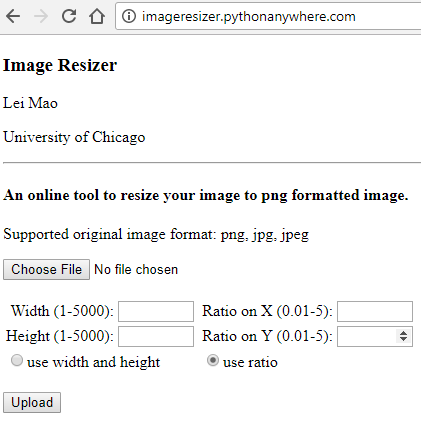 imageresizer.pythonanywhere.com
Image Resizer
Lei Mao
University of Chicago
An online tool to resize your image to png formatted image.
Supported original image format: png, jpg, jpeg
Choose File No file chosen
Width (1-5000): Ratio on X (0.01-5):
Height (1-5000): Ratio on Y (0.01-5):
use width and height use ratio
Upload